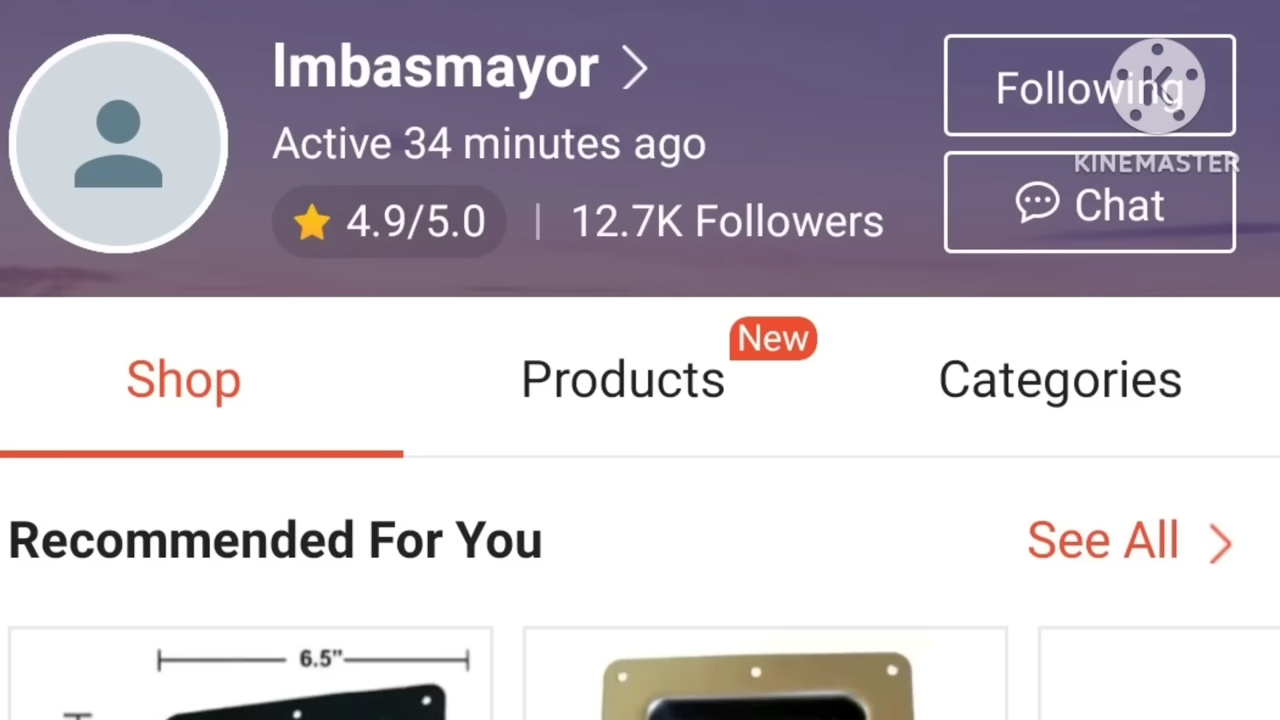 Imbasmayor
Active 34 minutes ago
4.9/5.0 | 12.7K Followers
Following
KINEMASTER
Chat
Shop
Products
New
Categories
Recommended For You
See All
6.5”